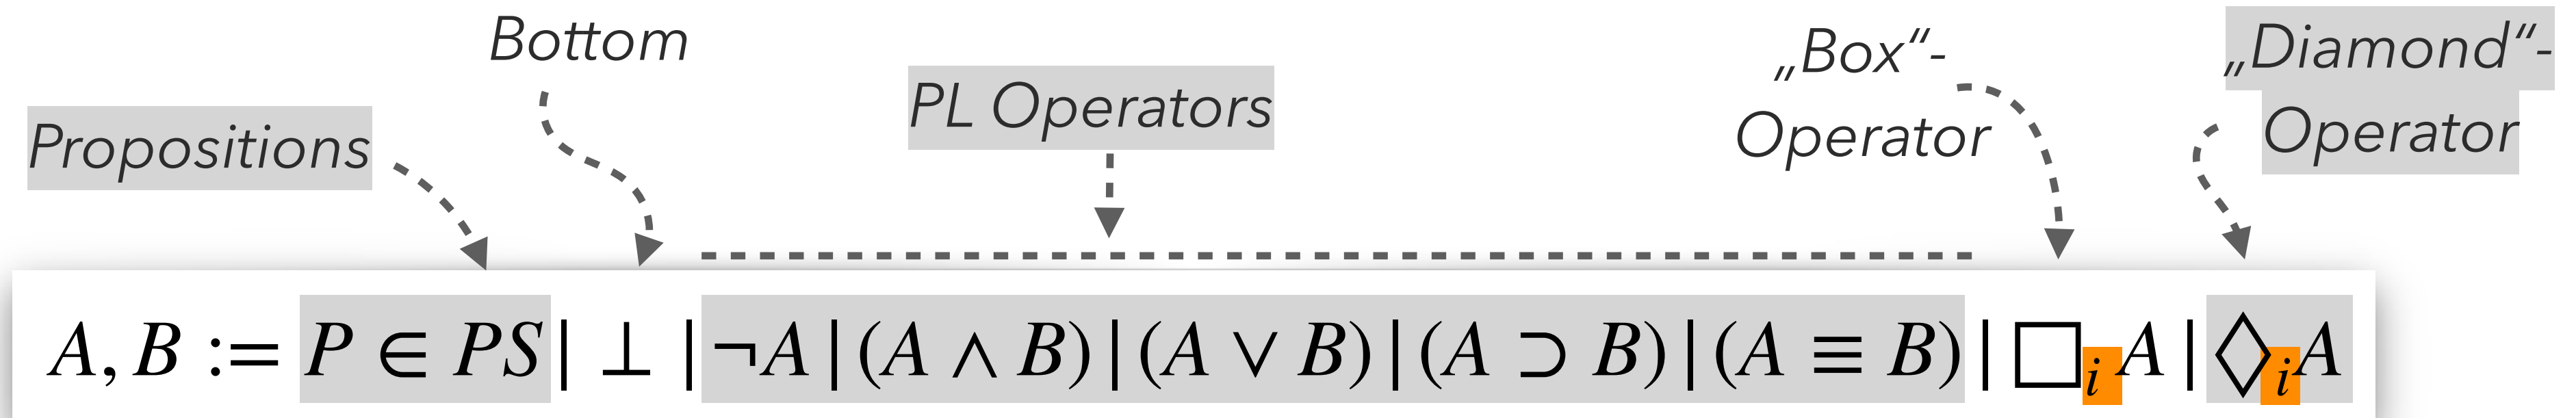 Bottom
PL Operators
„Box“-
Operator
„Diamond“-
Operator
Propositions
A, B := P ∈ PS | ⊥ | ¬A | (A ∧ B) | (A ∨ B) | (A ⊃ B) | (A ≡ B) | □ᵢA | ◊ᵢA